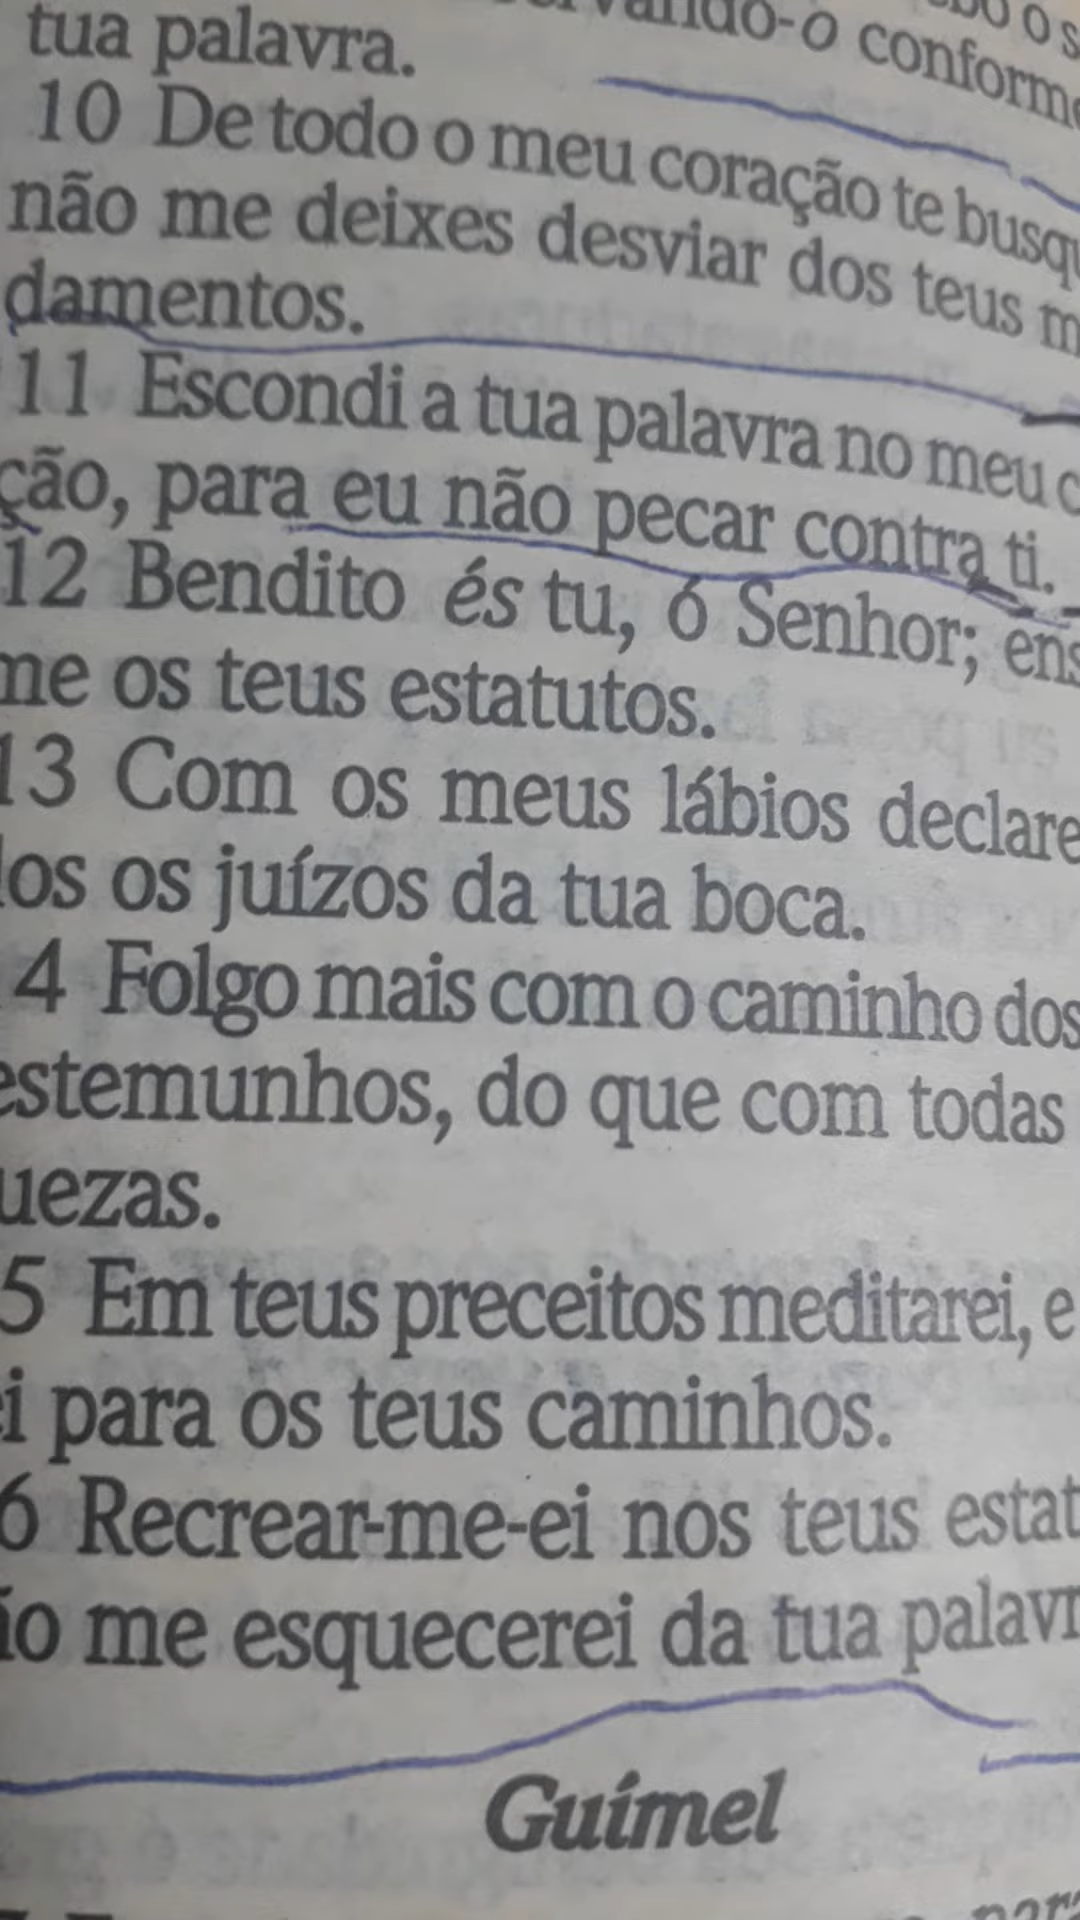 -o conforme
tua palavra.
10 De todo o meu coração te busq
não me deixes desviar dos teus m
damentos.
11 Escondi a tua palavra no meu c
ção, para eu não pecar contra ti.
12 Bendito és tu, ó Senhor; ens
me os teus estatutos.
13 Com os meus lábios declare
os os juízos da tua boca.
4 Folgo mais com o caminho dos
estemunhos, do que com todas
uezas.
5 Em teus preceitos meditarei, e
i para os teus caminhos.
6 Recrear-me-ei nos teus estat
ão me esquecerei da tua palavr
Guímel